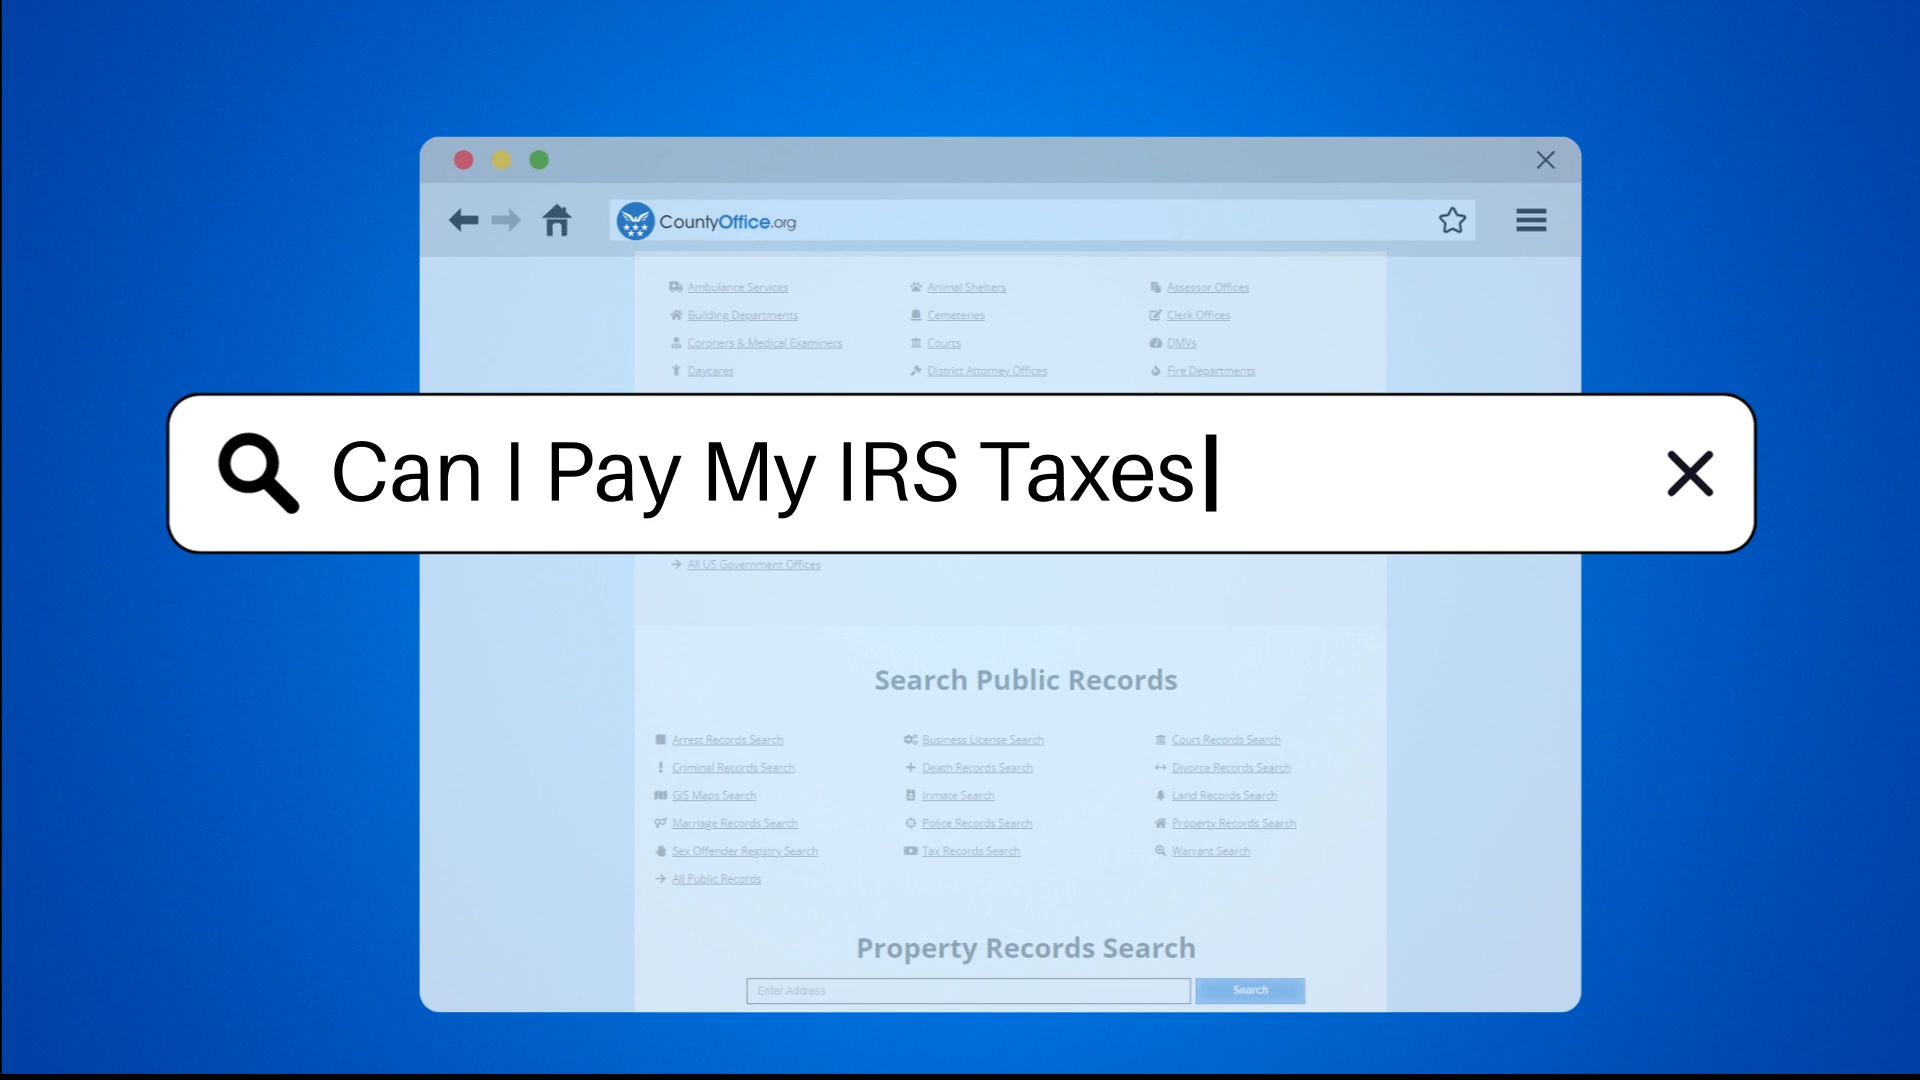 CountyOffice.org
Ambulance Services Animal Shelters Assessor Offices
Building Departments Cemeteries Clerk Offices
Coroners & Medical Examiners Courts DMVs
Daycares District Attorney Offices Fire Departments
Can I Pay My IRS Taxes
All US Government Offices
Search Public Records
Arrest Records Search Business License Search Court Records Search
Criminal Records Search Death Records Search Divorce Records Search
GIS Maps Search Inmate Search Land Records Search
Marriage Records Search Police Records Search Property Records Search
Sex Offender Registry Search Tax Records Search Warrant Search
All Public Records
Property Records Search
Enter Address Search